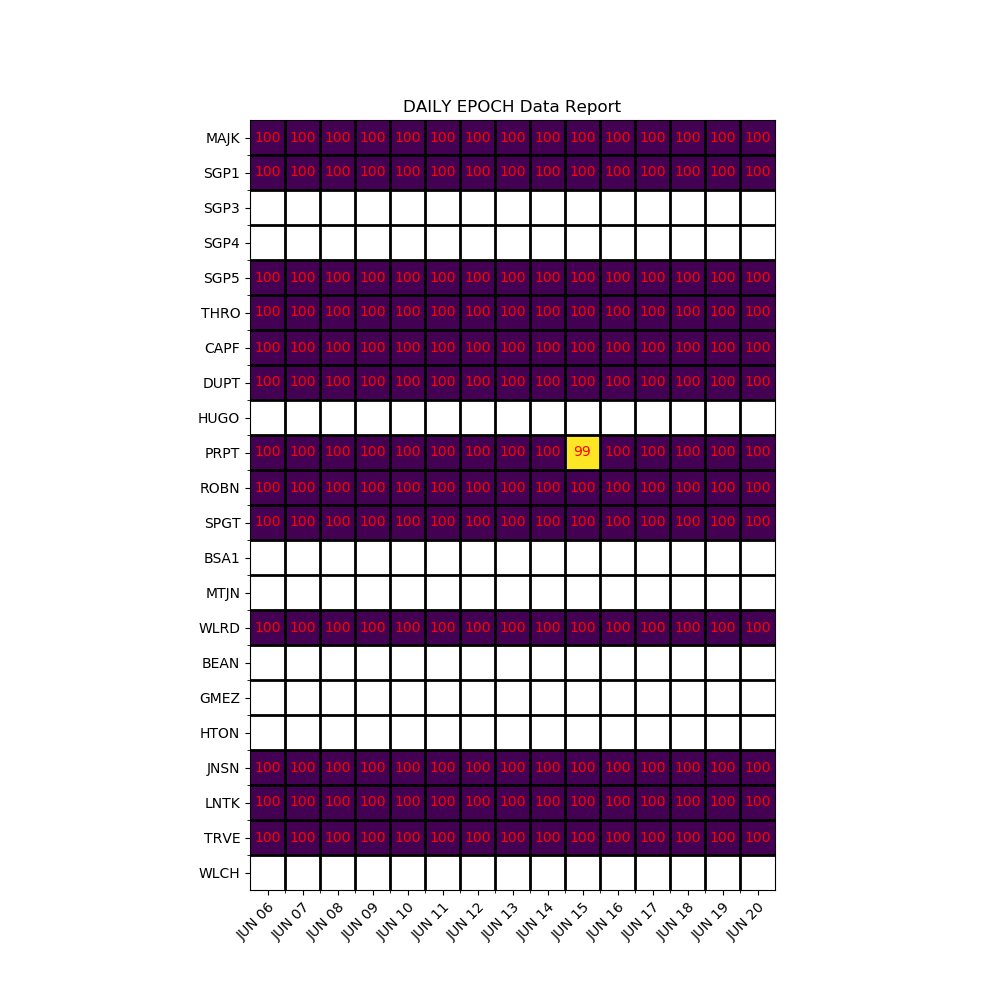 DAILY EPOCH Data Report
MAJK 100 100 100 100 100 100 100 100 100 100 100 100 100 100 100
SGP1 100 100 100 100 100 100 100 100 100 100 100 100 100 100 100
SGP3
SGP4
SGP5 100 100 100 100 100 100 100 100 100 100 100 100 100 100 100
THRO 100 100 100 100 100 100 100 100 100 100 100 100 100 100 100
CAPF 100 100 100 100 100 100 100 100 100 100 100 100 100 100 100
DUPT 100 100 100 100 100 100 100 100 100 100 100 100 100 100 100
HUGO
PRPT 100 100 100 100 100 100 100 100 100 99 100 100 100 100 100
ROBN 100 100 100 100 100 100 100 100 100 100 100 100 100 100 100
SPGT 100 100 100 100 100 100 100 100 100 100 100 100 100 100 100
BSA1
MTJN
WLRD 100 100 100 100 100 100 100 100 100 100 100 100 100 100 100
BEAN
GMEZ
HTON
JNSN 100 100 100 100 100 100 100 100 100 100 100 100 100 100 100
LNTK 100 100 100 100 100 100 100 100 100 100 100 100 100 100 100
TRVE 100 100 100 100 100 100 100 100 100 100 100 100 100 100 100
WLCH
JUN 06 JUN 07 JUN 08 JUN 09 JUN 10 JUN 11 JUN 12 JUN 13 JUN 14 JUN 15 JUN 16 JUN 17 JUN 18 JUN 19 JUN 20